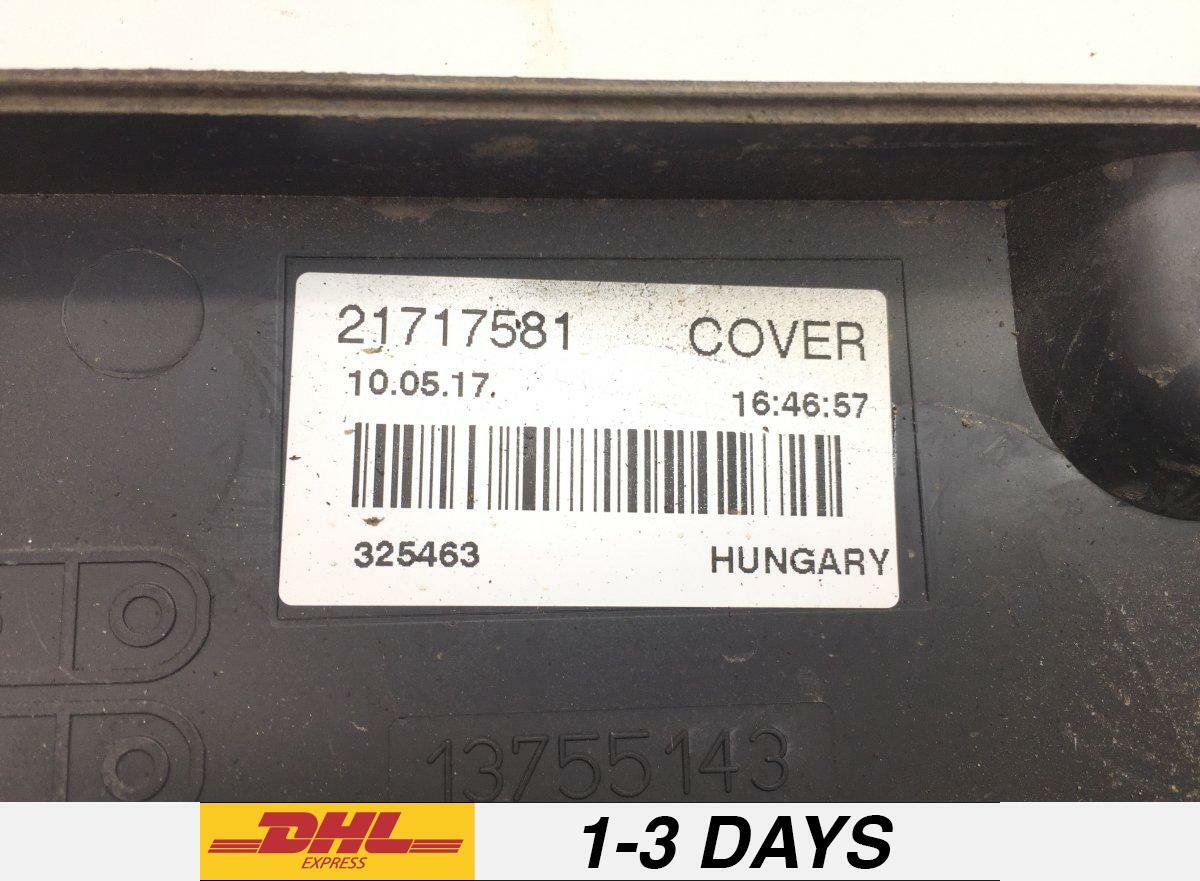 21717581 COVER
10.05.17. 16:46:57
325463 HUNGARY
13755143
DHL
EXPRESS
1-3 DAYS